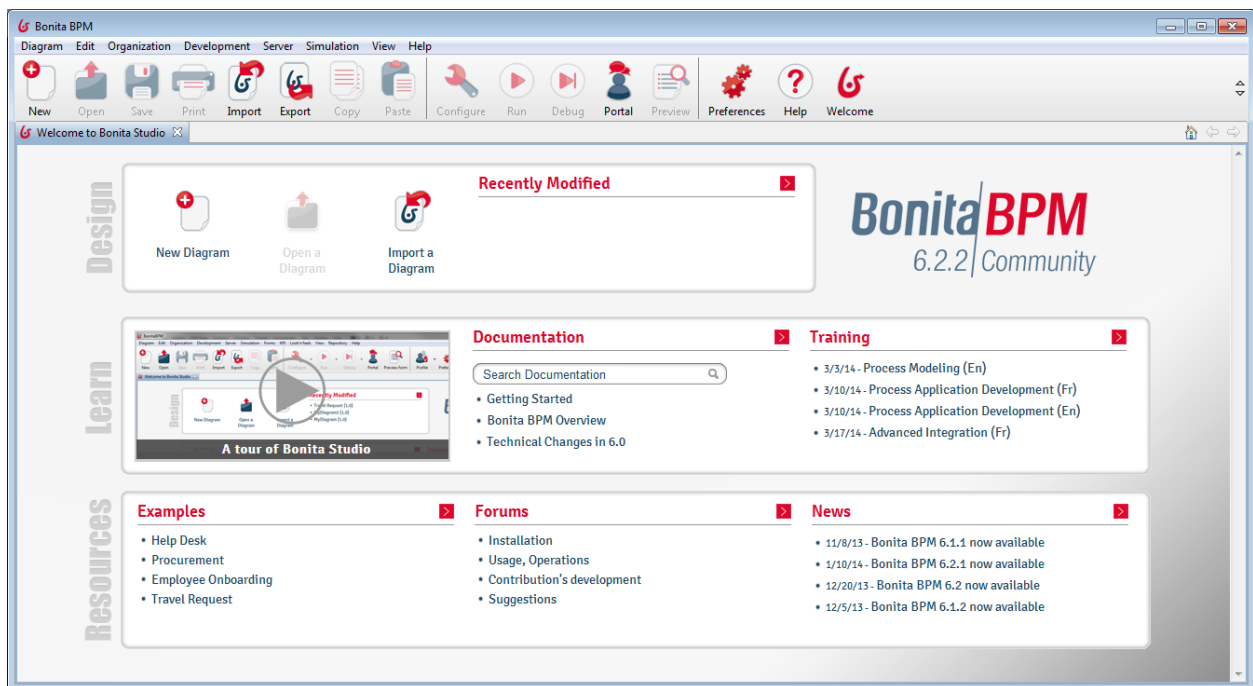 Bonita BPM
Diagram Edit Organization Development Server Simulation View Help
New Open Save Print Import Export Copy Paste Configure Run Debug Portal Preview Preferences Help Welcome
Welcome to Bonita Studio
Design
New Diagram
Open a
Diagram
Import a
Diagram
Recently Modified
Bonita BPM
6.2.2 Community
Learn
A tour of Bonita Studio
Documentation
Search Documentation
• Getting Started
• Bonita BPM Overview
• Technical Changes in 6.0
Training
• 3/3/14 - Process Modeling (En)
• 3/10/14 - Process Application Development (Fr)
• 3/10/14 - Process Application Development (En)
• 3/17/14 - Advanced Integration (Fr)
Resources
Examples
• Help Desk
• Procurement
• Employee Onboarding
• Travel Request
Forums
• Installation
• Usage, Operations
• Contribution's development
• Suggestions
News
• 11/8/13 - Bonita BPM 6.1.1 now available
• 1/10/14 - Bonita BPM 6.2.1 now available
• 12/20/13 - Bonita BPM 6.2 now available
• 12/5/13 - Bonita BPM 6.1.2 now available